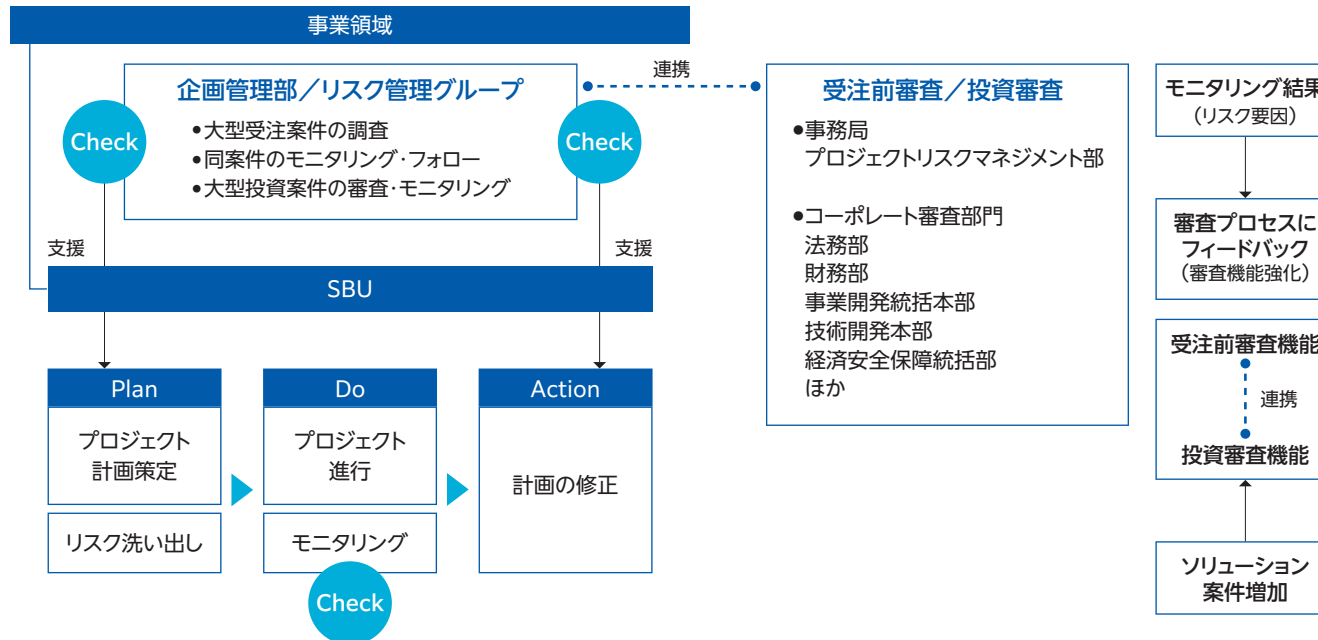 事業領域
企画管理部／リスク管理グループ
Check
Check
●大型受注案件の調査
●同案件のモニタリング・フォロー
●大型投資案件の審査・モニタリング
連携
支援
支援
SBU
Plan
プロジェクト
計画策定
リスク洗い出し
Do
プロジェクト
進行
モニタリング
Check
Action
計画の修正
受注前審査／投資審査
●事務局
プロジェクトリスクマネジメント部
●コーポレート審査部門
法務部
財務部
事業開発統括本部
技術開発本部
経済安全保障統括部
ほか
モニタリング結果
（リスク要因）
審査プロセスに
フィードバック
（審査機能強化）
受注前審査機能
連携
投資審査機能
ソリューション
案件増加